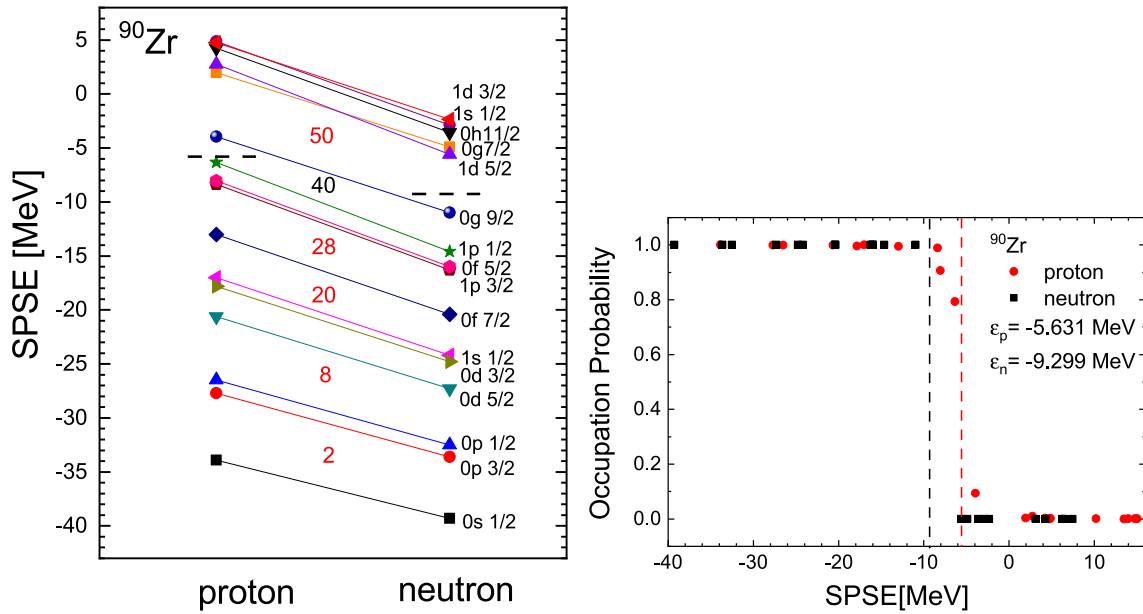 ⁹⁰Zr
SPSE [MeV]
5
0
-5
-10
-15
-20
-25
-30
-35
-40
50
40
28
20
8
2
1d 3/2
1s 1/2
0h11/2
0g7/2
1d 5/2
0g 9/2
1p 1/2
0f 5/2
1p 3/2
0f 7/2
1s 1/2
0d 3/2
0d 5/2
0p 1/2
0p 3/2
0s 1/2
proton neutron
Occupation Probability
1.0
0.8
0.6
0.4
0.2
0.0
⁹⁰Zr
proton
neutron
εₚ= -5.631 MeV
εₙ= -9.299 MeV
-40 -30 -20 -10 0 10
SPSE[MeV]